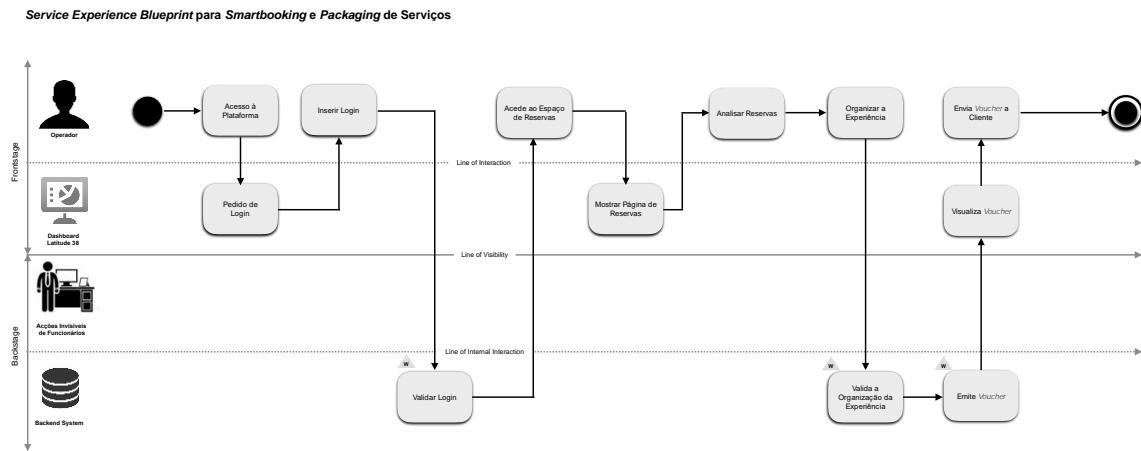 Service Experience Blueprint para Smartbooking e Packaging de Serviços
Frontstage
Operador
Acesso à
Plataforma
Inserir Login
Acede ao Espaço
de Reservas
Analisar Reservas
Organizar a
Experiência
Envia Voucher a
Cliente
Line of Interaction
Dashboard
Latitude 38
Pedido de
Login
Mostrar Página de
Reservas
Visualiza Voucher
Line of Visibility
Backstage
Acções Invisíveis
de Funcionários
Line of Internal Interaction
W
W
W
Backend System
Validar Login
Valida a
Organização da
Experiência
Emite Voucher